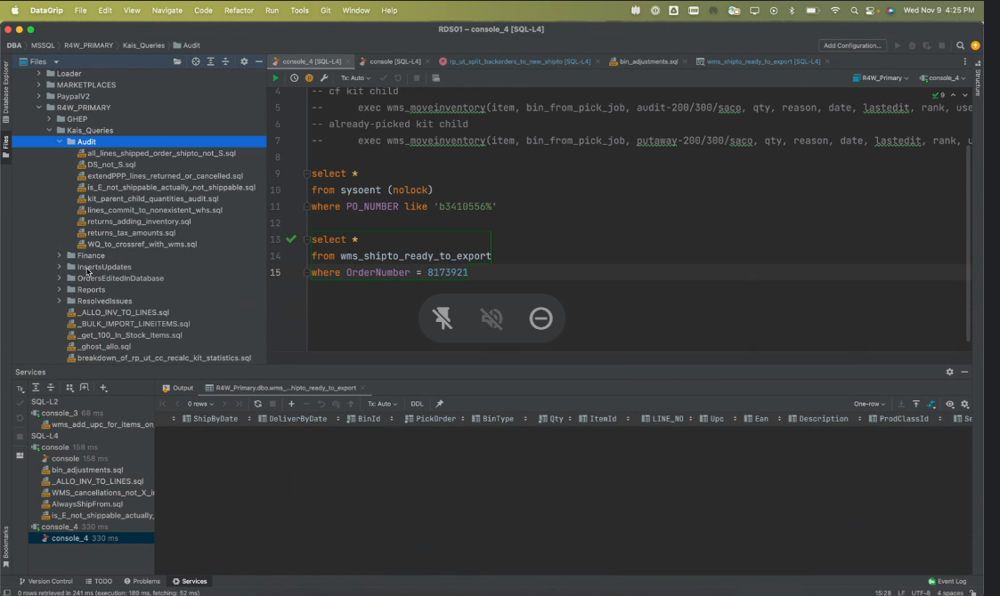 DataGrip File Edit View Navigate Code Refactor Run Tools Git Window Help Wed Nov 9 4:25 PM
RDS01 – console_4 [SQL-L4]
DBA MSSQL R4W_PRIMARY Kais_Queries Audit Add Configuration...
Files console_4 [SQL-L4] console [SQL-L4] rp_ut_split_backorders_to_new_shipto [SQL-L4] bin_adjustments.sql wms_shipto_ready_to_export [SQL-L4]
Tx: Auto R4W_Primary console_4
Database Explorer
Files
Structure
Loader
MARKETPLACES
PaypalV2
R4W_PRIMARY
GHEP
Kais_Queries
Audit
all_lines_shipped_order_shipto_not_S.sql
DS_not_S.sql
extendPPP_lines_returned_or_cancelled.sql
is_E_not_shippable_actually_not_shippable.sql
kit_parent_child_quantities_audit.sql
lines_commit_to_nonexistent_whs.sql
returns_adding_inventory.sql
returns_tax_amounts.sql
WQ_to_crossref_with_wms.sql
Finance
InsertsUpdates
OrdersEditedInDatabase
Reports
ResolvedIssues
_ALLO_INV_TO_LINES.sql
_BULK_IMPORT_LINEITEMS.sql
_get_100_In_Stock_Items.sql
_ghost_allo.sql
breakdown_of_rp_ut_cc_recalc_kit_statistics.sql
9
4 -- cf kit child
5 -- exec wms_moveinventory(item, bin_from_pick_job, audit-200/300/saco, qty, reason, date, lastedit, rank, use
6 -- already-picked kit child
7 -- exec wms_moveinventory(item, bin_from_pick_job, putaway-200/300/saco, qty, reason, date, lastedit, rank, u
8
9 select *
10 from sysoent (nolock)
11 where PO_NUMBER like 'b3410556%'
12
13 select *
14 from wms_shipto_ready_to_export
15 where OrderNumber = 8173921
Services
Tx
SQL-L2
console_3 68 ms
wms_add_upc_for_items_on_
SQL-L4
console 158 ms
console 158 ms
bin_adjustments.sql
_ALLO_INV_TO_LINES.sql
WMS_cancellations_not_X_in
AlwaysShipFrom.sql
is_E_not_shippable_actually_
console_4 330 ms
console_4 330 ms
Output R4W_Primary.dbo.wms_...hipto_ready_to_export
0 rows Tx: Auto DDL One-row
ShipByDate DeliverByDate BinId PickOrder BinType Qty ItemId LINE_NO Upc Ean Description ProdClassId Se
Bookmarks
Version Control TODO Problems Services Event Log
0 rows retrieved in 241 ms (execution: 189 ms, fetching: 52 ms) 15:28 LF UTF-8 4 spaces